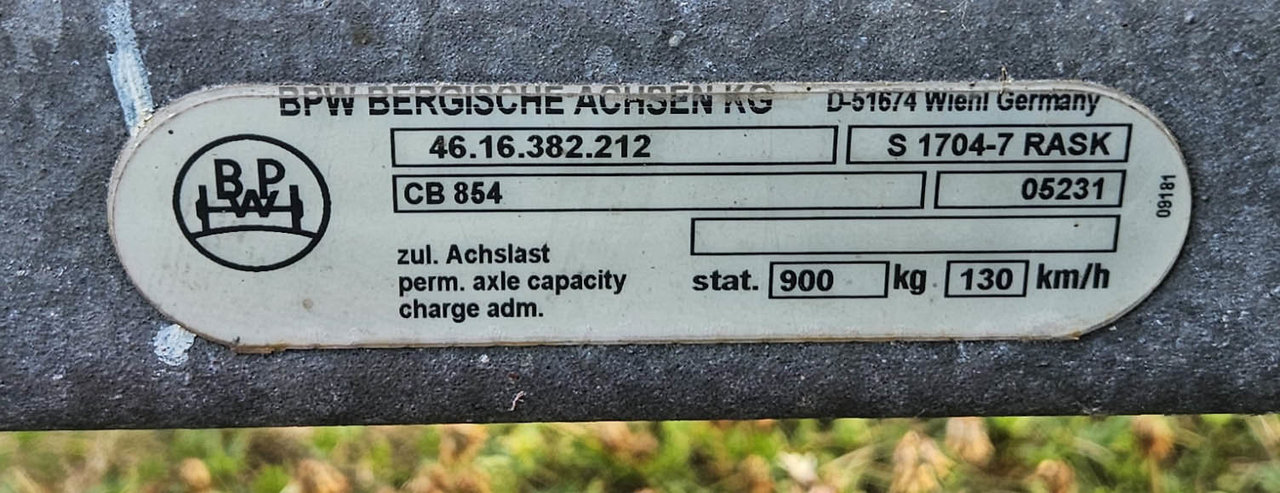 BPW BERGISCHE ACHSEN KG D-51674 Wiehl Germany
BPW
46.16.382.212 S 1704-7 RASK
CB 854 05231
09181
zul. Achslast
perm. axle capacity stat. 900 kg 130 km/h
charge adm.